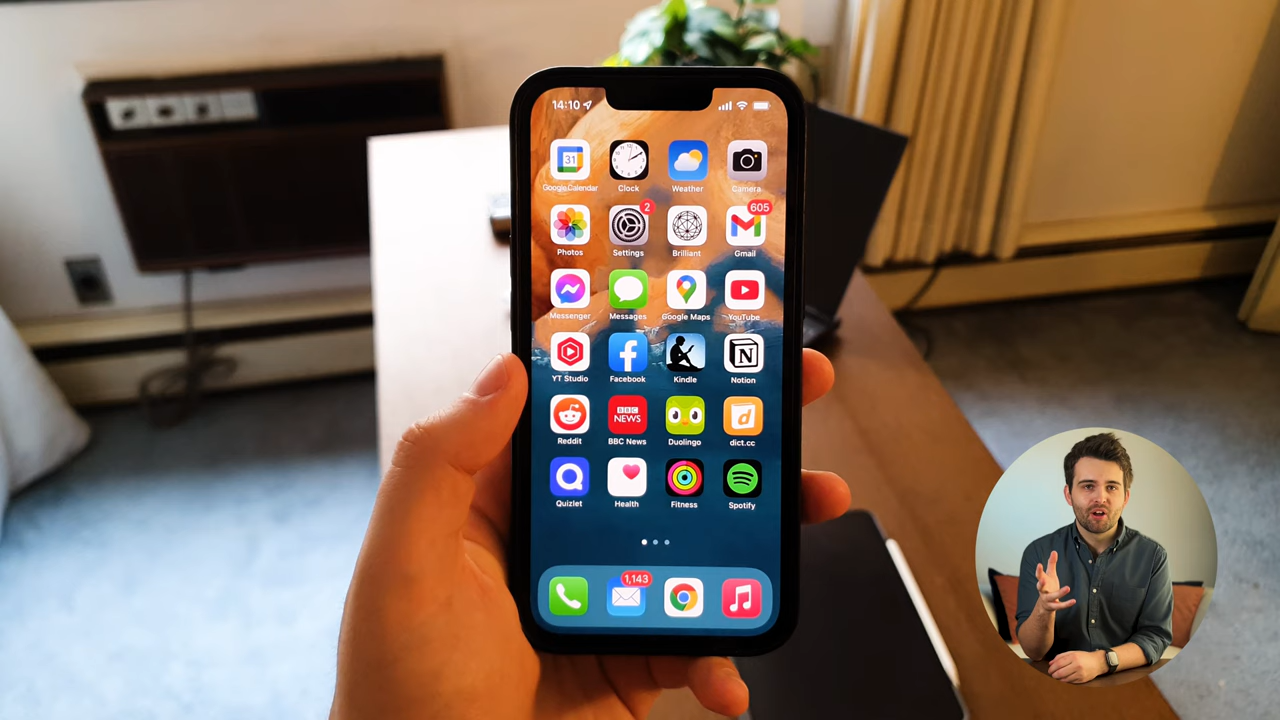 14:10
31
Google Calendar Clock Weather Camera
2 605
Photos Settings Brilliant Gmail
Messenger Messages Google Maps YouTube
YT Studio Facebook Kindle Notion
BBC
NEWS
d
Reddit BBC News Duolingo dict.cc
Quizlet Health Fitness Spotify
1,143